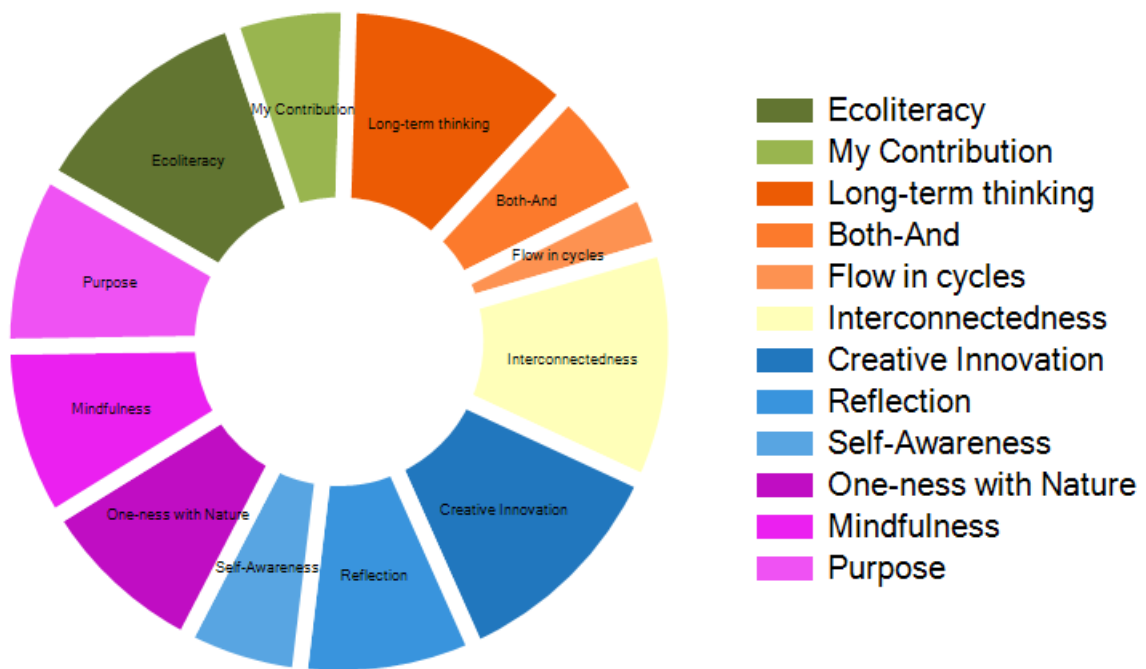 My Contribution
Long-term thinking
Ecoliteracy
Both-And
Flow in cycles
Purpose
Interconnectedness
Mindfulness
Creative Innovation
One-ness with Nature
Self-Awareness
Reflection
Ecoliteracy
My Contribution
Long-term thinking
Both-And
Flow in cycles
Interconnectedness
Creative Innovation
Reflection
Self-Awareness
One-ness with Nature
Mindfulness
Purpose